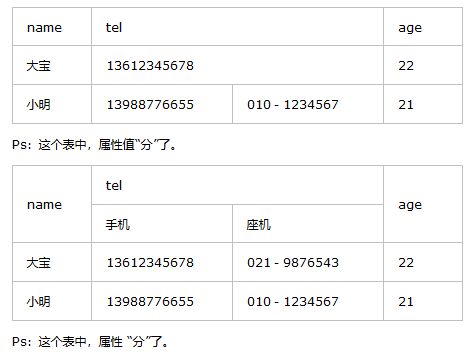 name tel age
大宝 13612345678 22
小明 13988776655 010 - 1234567 21
Ps: 这个表中，属性值“分”了。
name tel age
手机 座机
大宝 13612345678 021 - 9876543 22
小明 13988776655 010 - 1234567 21
Ps: 这个表中，属性 “分”了。